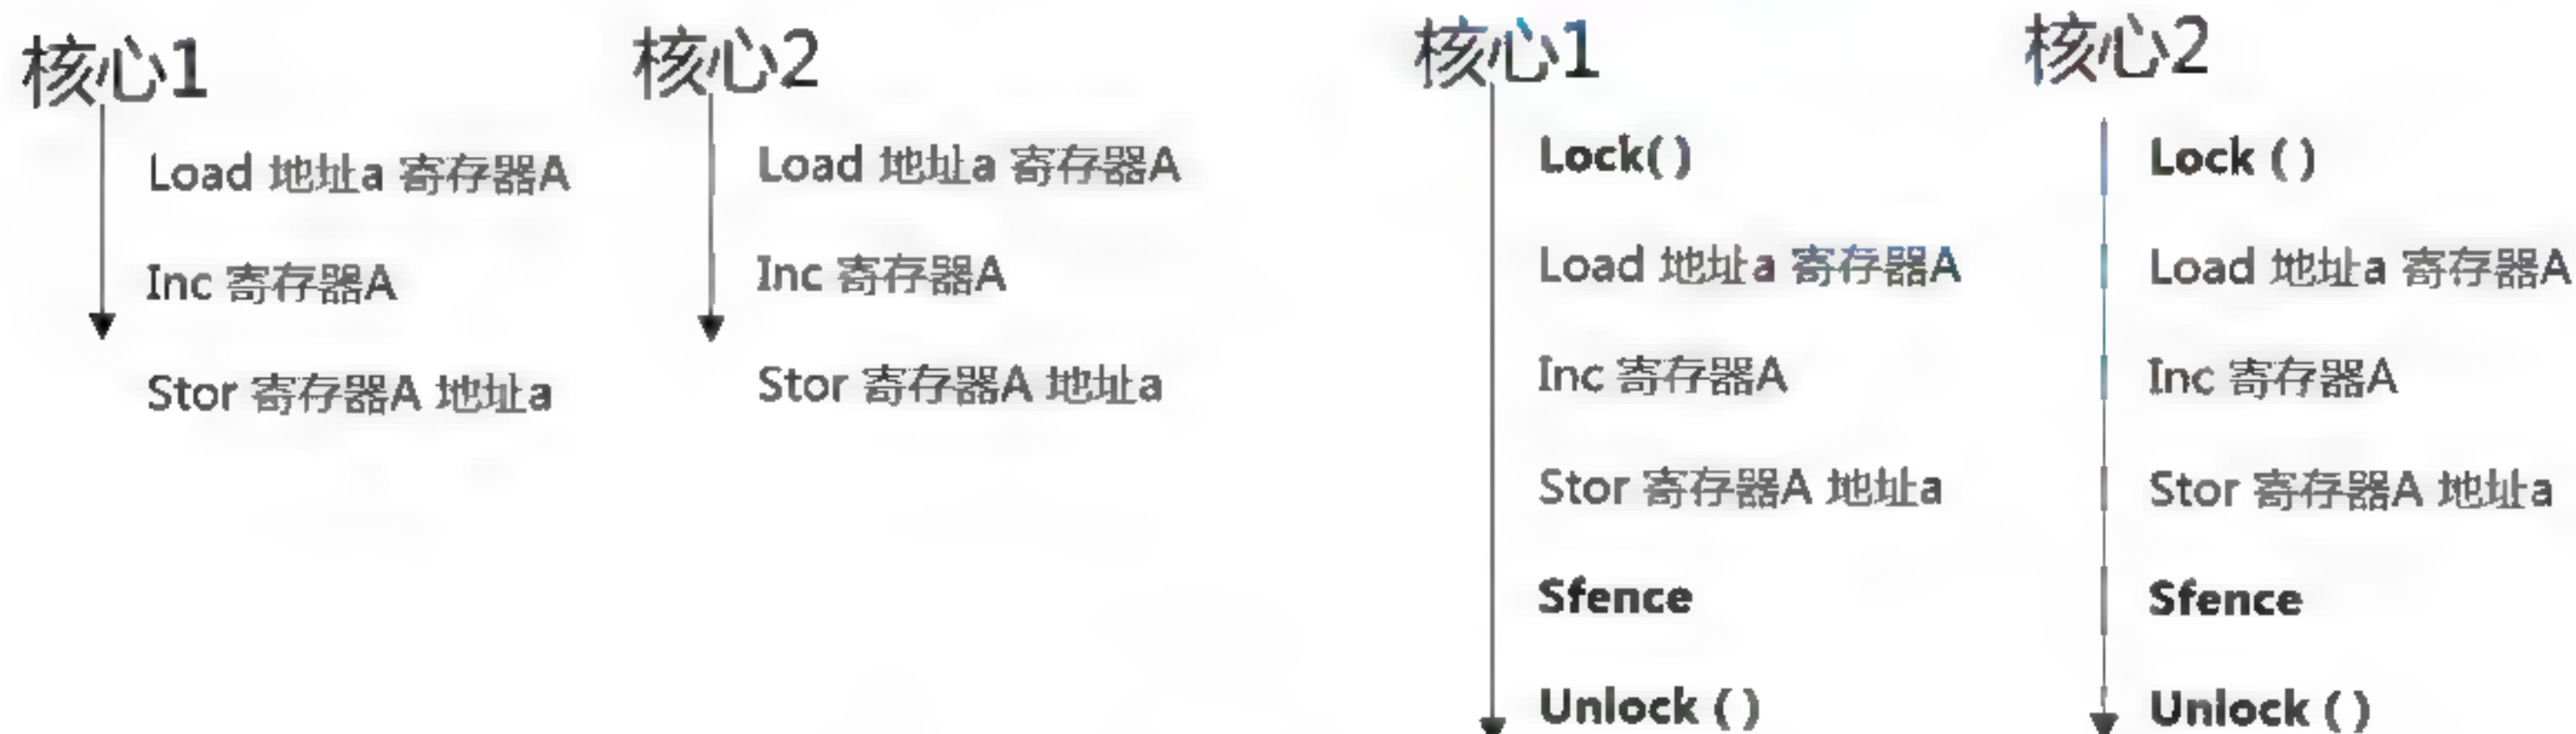 核心1
Load 地址a 寄存器A
Inc 寄存器A
Stor 寄存器A 地址a
核心2
Load 地址a 寄存器A
Inc 寄存器A
Stor 寄存器A 地址a
核心1
Lock( )
Load 地址a 寄存器A
Inc 寄存器A
Stor 寄存器A 地址a
Sfence
Unlock ( )
核心2
Lock ( )
Load 地址a 寄存器A
Inc 寄存器A
Stor 寄存器A 地址a
Sfence
Unlock ( )